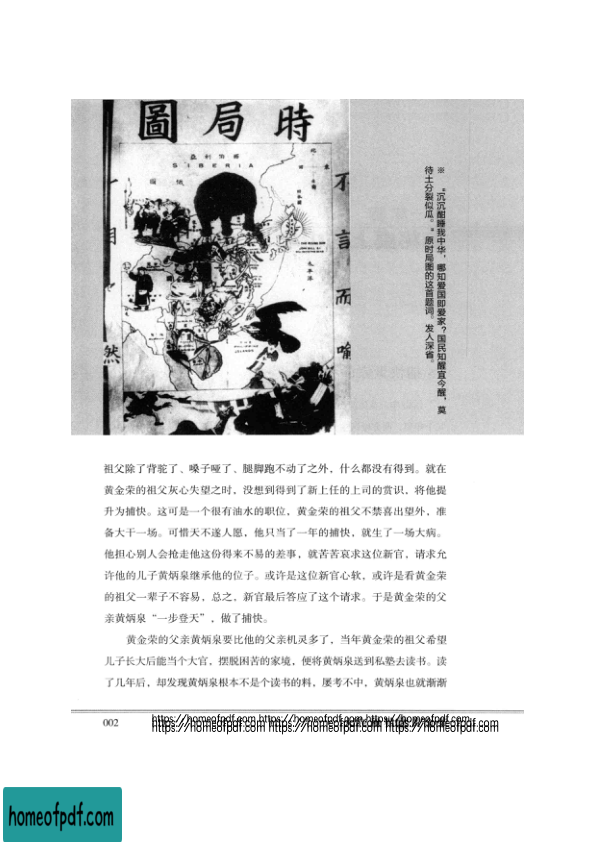 時局圖
不言而喻
一目
然
SIBERIA
※ “沉沉酣睡我中华，哪知爱国即爱家？国民知醒宜今醒，莫
待土分裂似瓜。”原时局图的这首题词。发人深省。
祖父除了背驼了、嗓子哑了、腿脚跑不动了之外，什么都没有得到。就在
黄金荣的祖父灰心失望之时，没想到得到了新上任的上司的赏识，将他提
升为捕快。这可是一个很有油水的职位，黄金荣的祖父不禁喜出望外，准
备大干一场。可惜天不遂人愿，他只当了一年的捕快，就生了一场大病。
他担心别人会抢走他这份得来不易的差事，就苦苦哀求这位新官，请求允
许他的儿子黄炳泉继承他的位子。或许是这位新官心软，或许是看黄金荣
的祖父一辈子不容易，总之，新官最后答应了这个请求。于是黄金荣的父
亲黄炳泉“一步登天”，做了捕快。
黄金荣的父亲黄炳泉要比他的父亲机灵多了，当年黄金荣的祖父希望
儿子长大后能当个大官，摆脱困苦的家境，便将黄炳泉送到私塾去读书。读
了几年后，却发现黄炳泉根本不是个读书的料，屡考不中，黄炳泉也就渐渐
002
https://homeofpdf.com https://homeofpdf.com https://homeofpdf.com
https://homeofpdf.com https://homeofpdf.com https://homeofpdf.com
homeofpdf.com